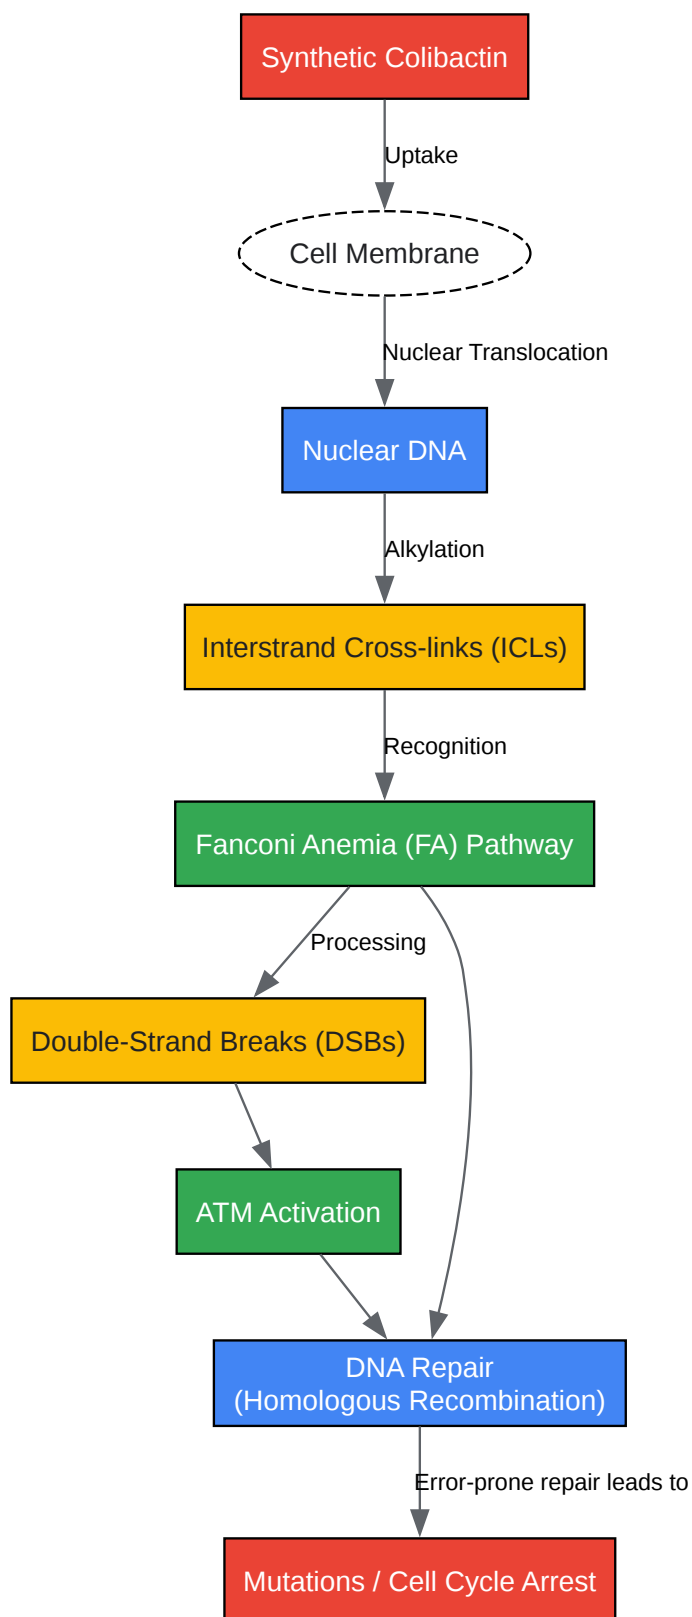 Synthetic Colibactin
Uptake
Cell Membrane
Nuclear Translocation
Nuclear DNA
Alkylation
Interstrand Cross-links (ICLs)
Recognition
Fanconi Anemia (FA) Pathway
Processing
Double-Strand Breaks (DSBs)
ATM Activation
DNA Repair
(Homologous Recombination)
Error-prone repair leads to
Mutations / Cell Cycle Arrest